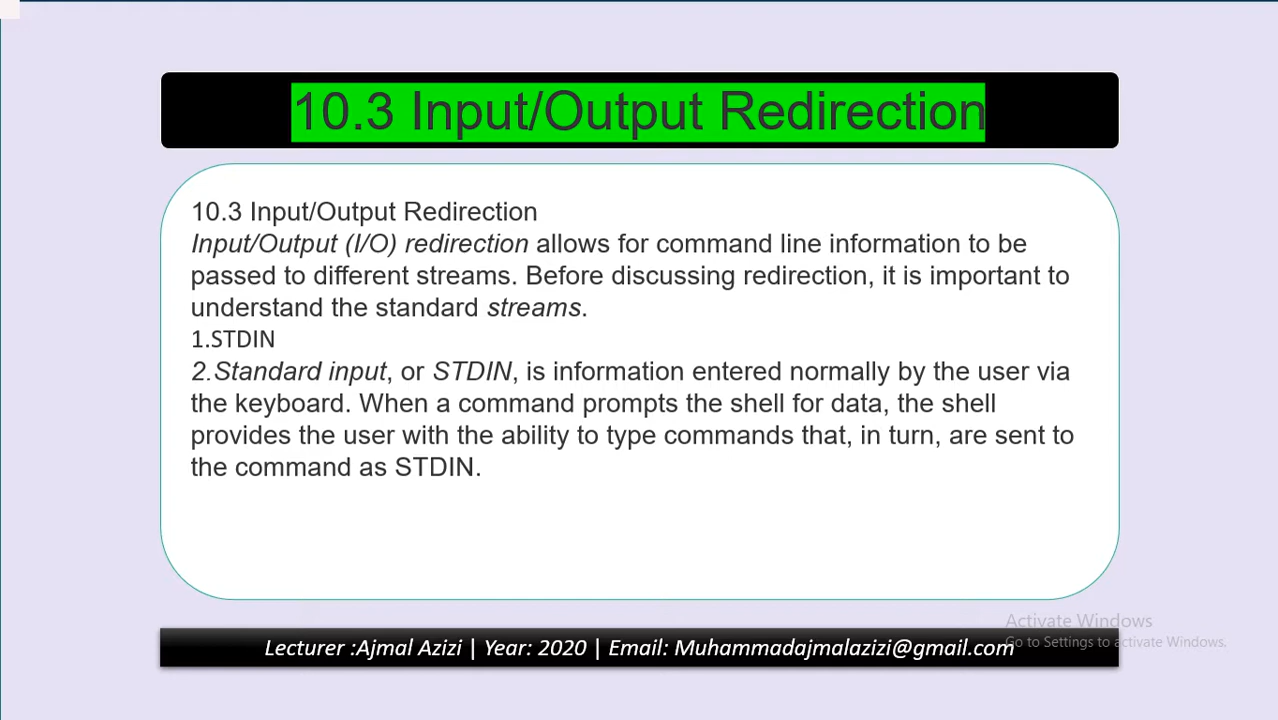 10.3 Input/Output Redirection
10.3 Input/Output Redirection
Input/Output (I/O) redirection allows for command line information to be
passed to different streams. Before discussing redirection, it is important to
understand the standard streams.
1.STDIN
2.Standard input, or STDIN, is information entered normally by the user via
the keyboard. When a command prompts the shell for data, the shell
provides the user with the ability to type commands that, in turn, are sent to
the command as STDIN.
Activate Windows
Go to Settings to activate Windows.
Lecturer :Ajmal Azizi | Year: 2020 | Email: Muhammadajmalazizi@gmail.com